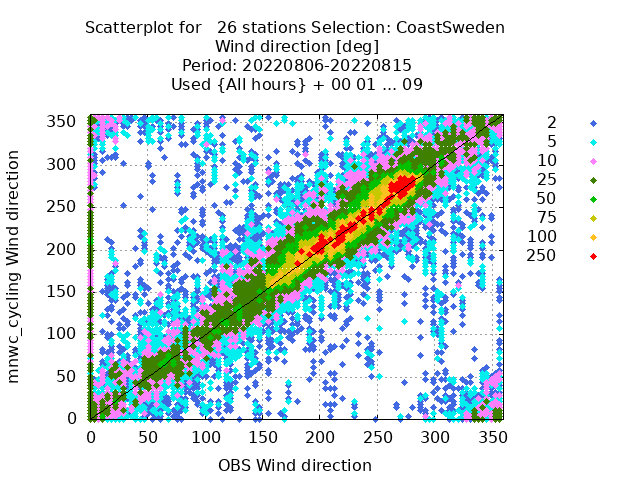 Scatterplot for   26 stations Selection: CoastSweden
Wind direction [deg]
Period: 20220806-20220815
Used {All hours} + 00 01 ... 09
mnwc_cycling Wind direction
350
300
250
200
150
100
50
0
0 50 100 150 200 250 300 350
OBS Wind direction
2
5
10
25
50
75
100
250